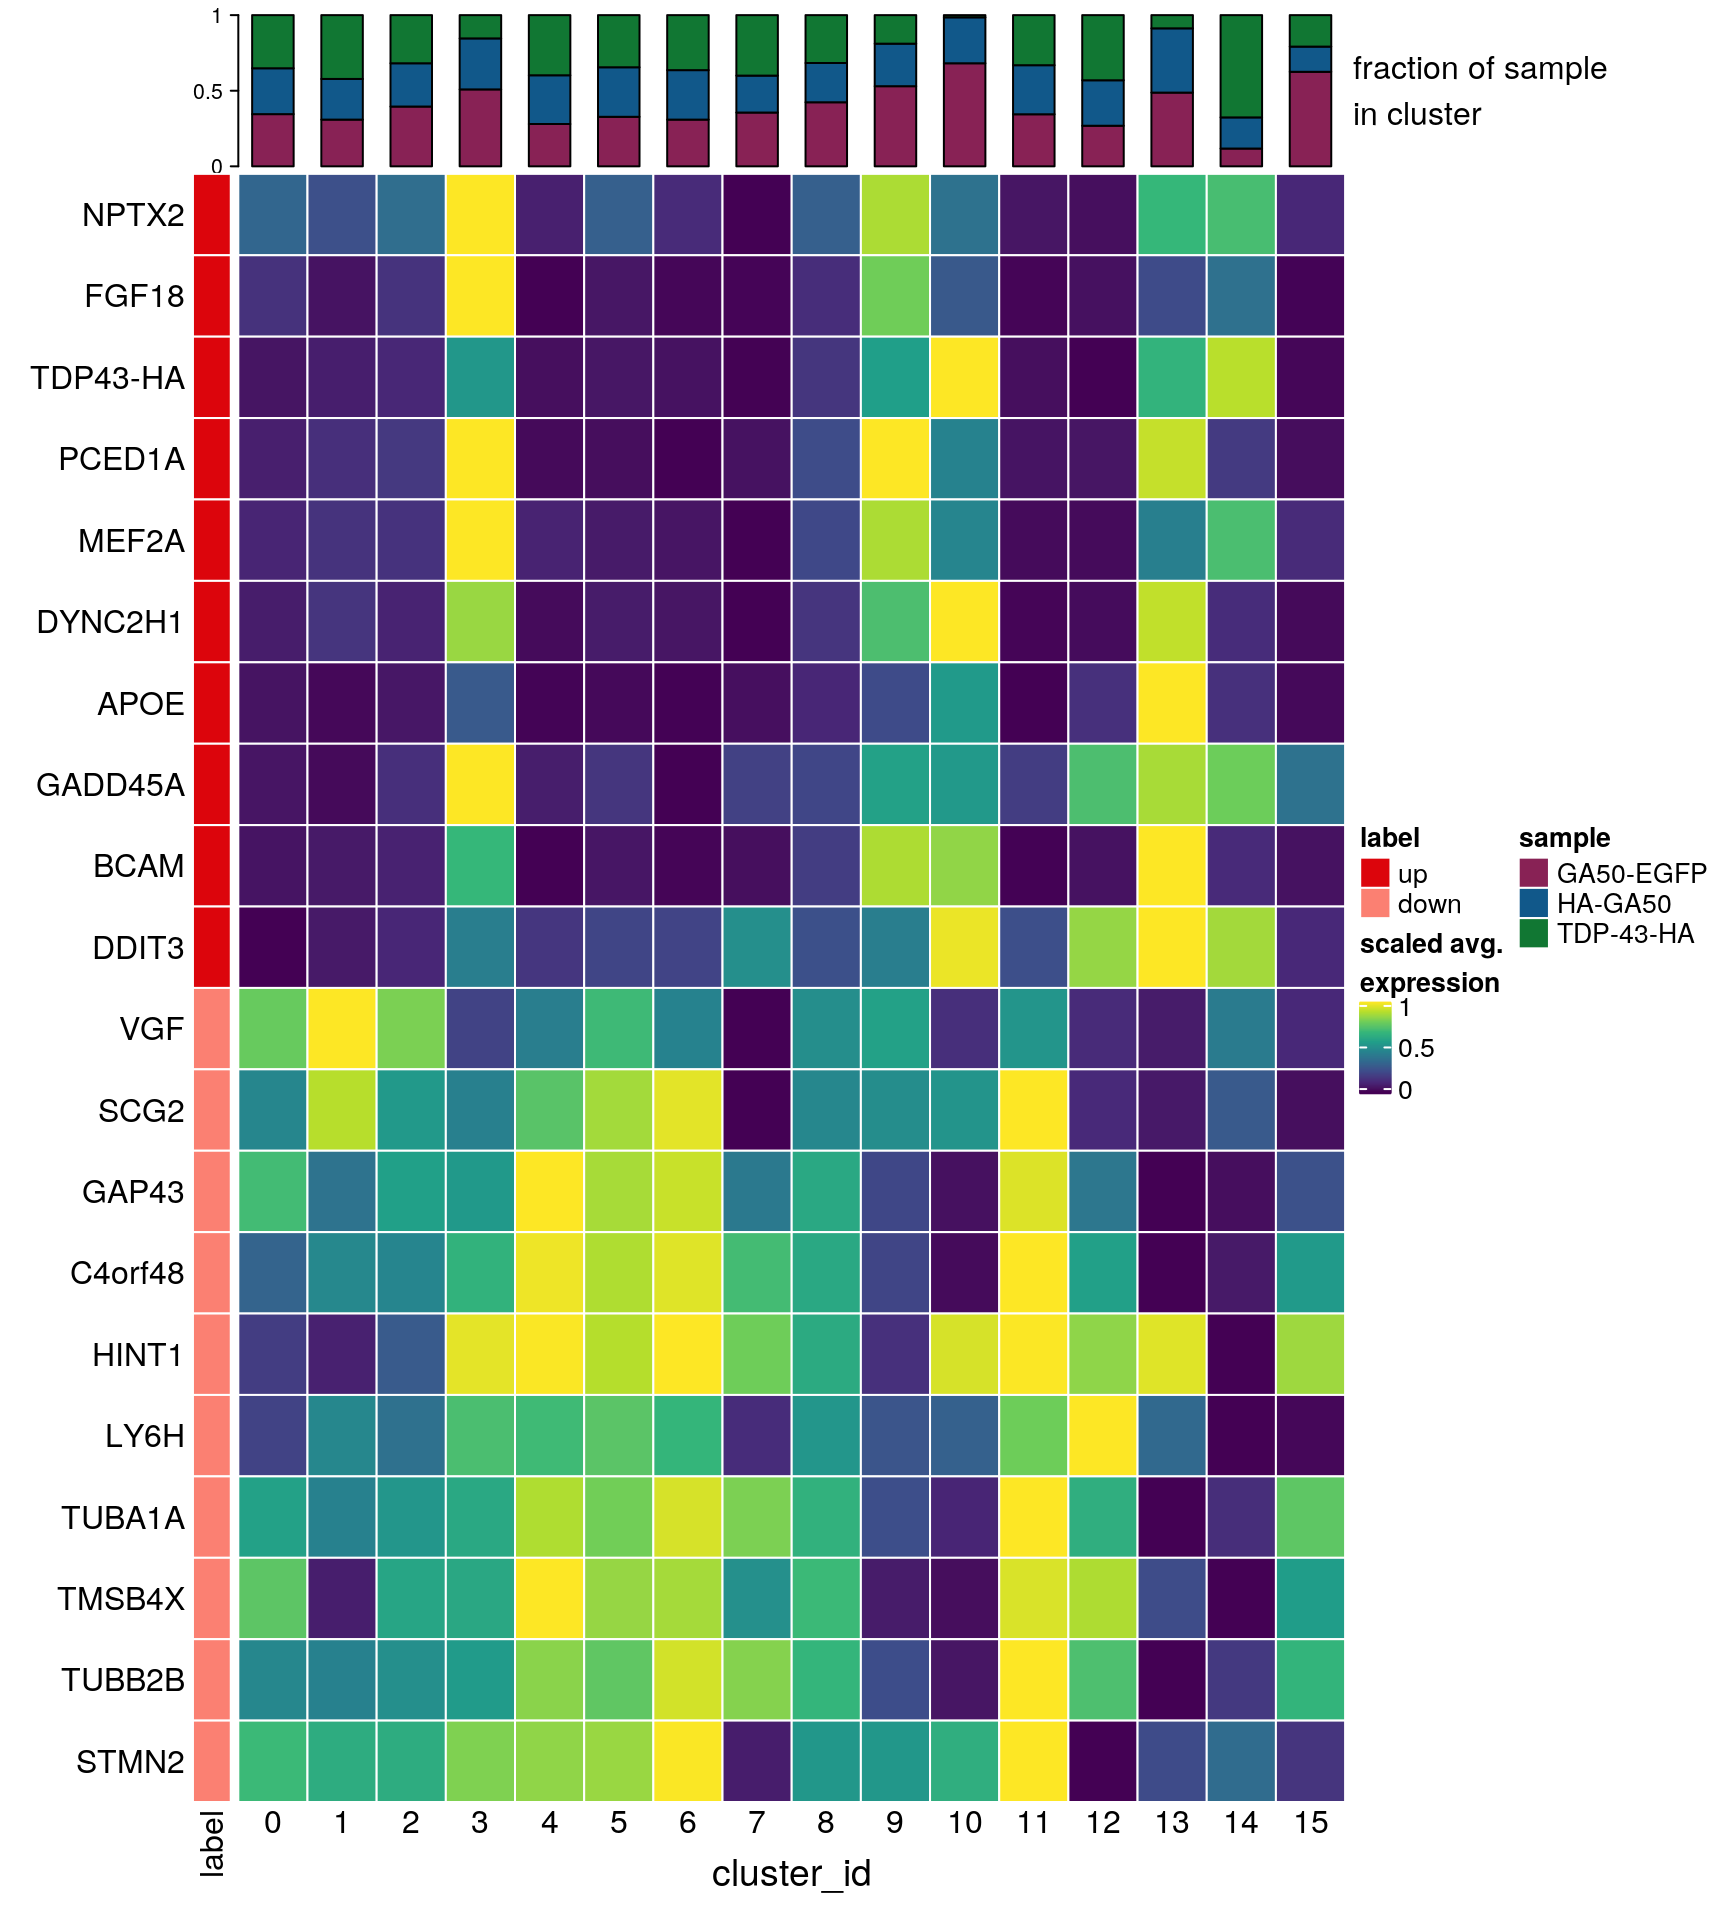 1
0.5
0
fraction of sample
in cluster
NPTX2
FGF18
TDP43-HA
PCED1A
MEF2A
DYNC2H1
APOE
GADD45A
BCAM
DDIT3
VGF
SCG2
GAP43
C4orf48
HINT1
LY6H
TUBA1A
TMSB4X
TUBB2B
STMN2
label
0 1 2 3 4 5 6 7 8 9 10 11 12 13 14 15
cluster_id
label
up
down
scaled avg.
expression
1
0.5
0
sample
GA50-EGFP
HA-GA50
TDP-43-HA